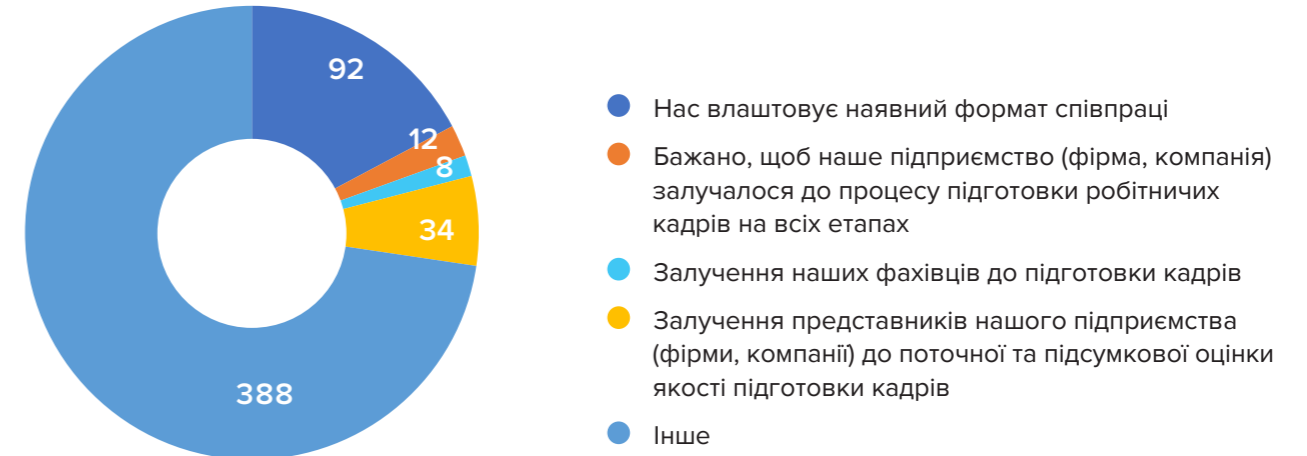 92
12
8
34
388
Нас влаштовує наявний формат співпраці
Бажано, щоб наше підприємство (фірма, компанія)
залучалося до процесу підготовки робітничих
кадрів на всіх етапах
Залучення наших фахівців до підготовки кадрів
Залучення представників нашого підприємства
(фірми, компанії) до поточної та підсумкової оцінки
якості підготовки кадрів
Інше